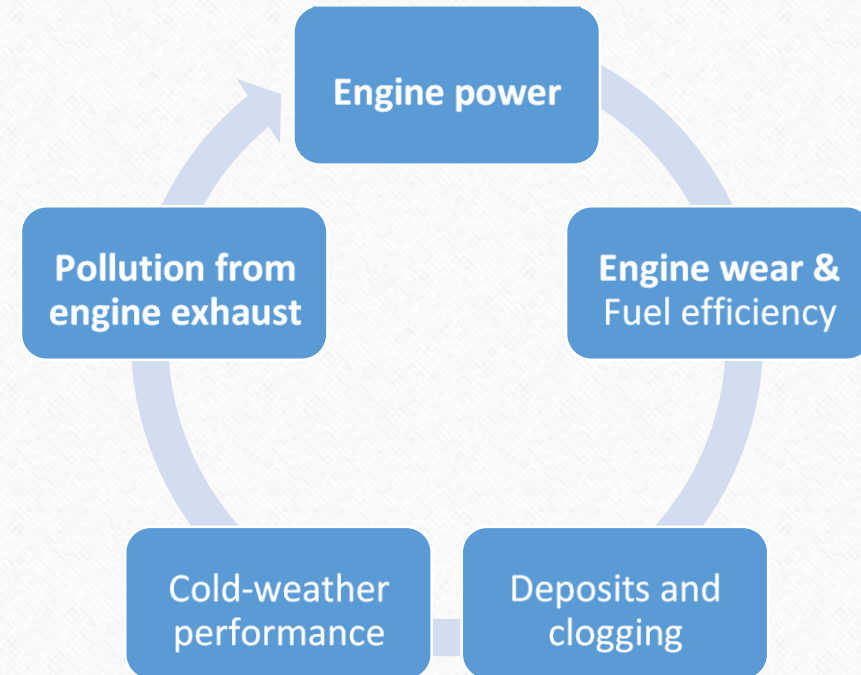 Engine power
Engine wear &
Fuel efficiency
Deposits and
clogging
Cold-weather
performance
Pollution from
engine exhaust